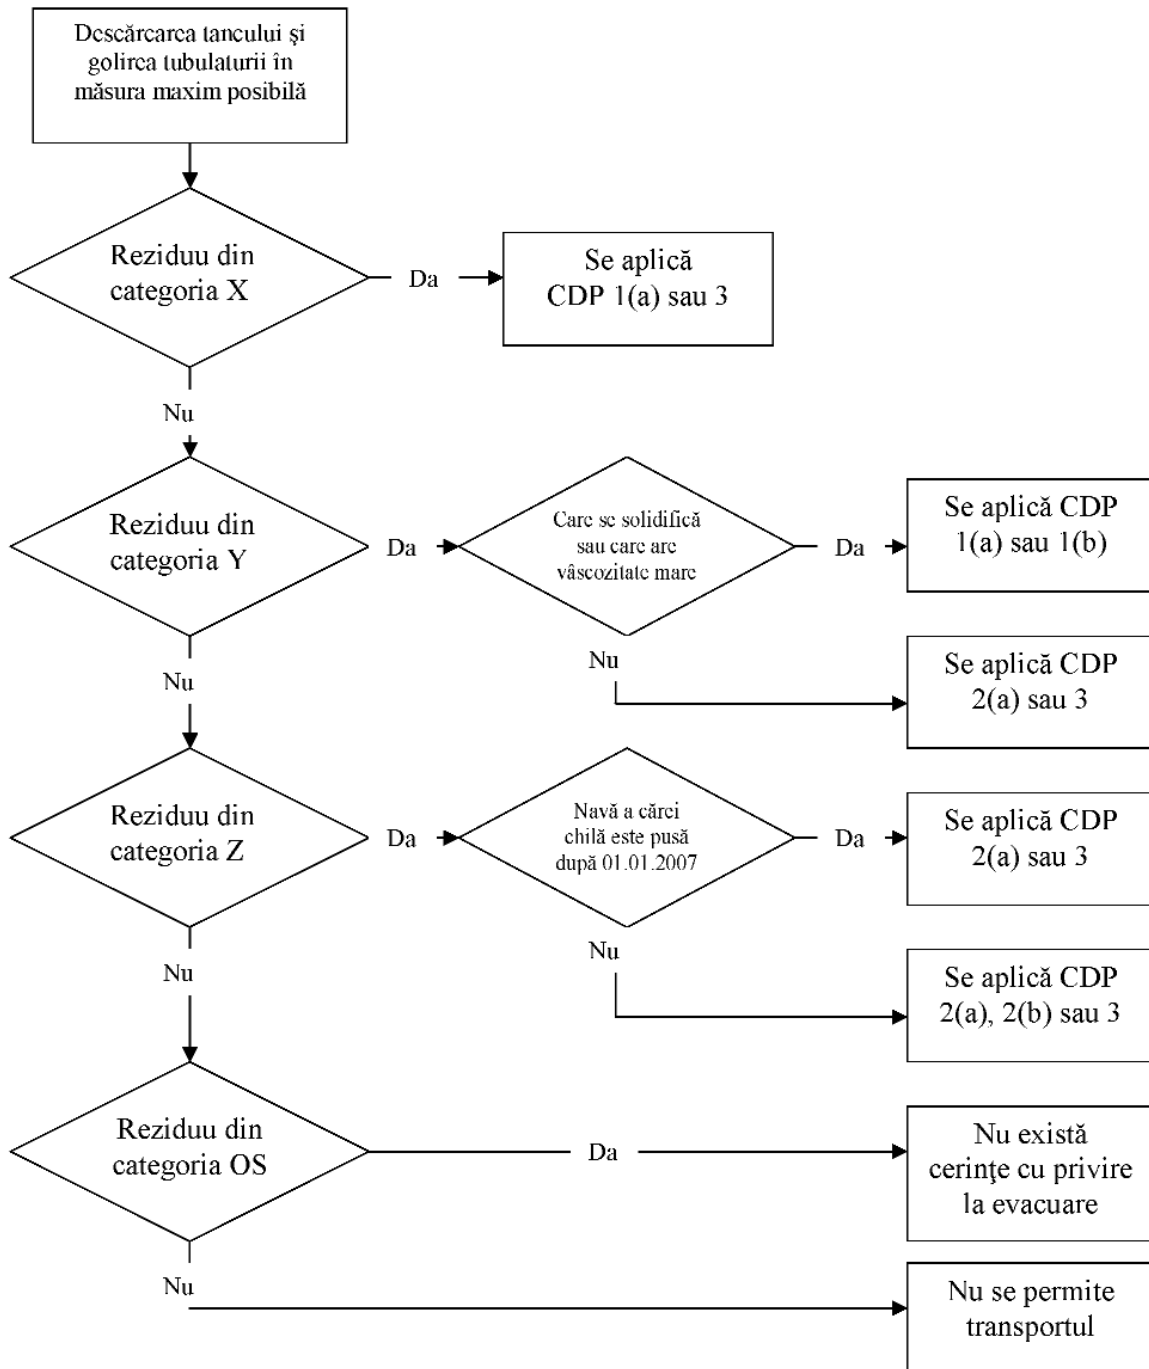 Descărcarea tancului şi
golirea tubulaturii în
măsura maxim posibilă
Reziduu din
categoria X
Da
Se aplică
CDP 1(a) sau 3
Nu
Reziduu din
categoria Y
Da
Care se solidifică
sau care are
vâscozitate mare
Da
Se aplică CDP
1(a) sau 1(b)
Nu
Se aplică CDP
2(a) sau 3
Nu
Reziduu din
categoria Z
Da
Navă a cărei
chilă este pusă
după 01.01.2007
Da
Se aplică CDP
2(a) sau 3
Nu
Se aplică CDP
2(a), 2(b) sau 3
Nu
Reziduu din
categoria OS
Da
Nu există
cerinţe cu privire
la evacuare
Nu
Nu se permite
transportul